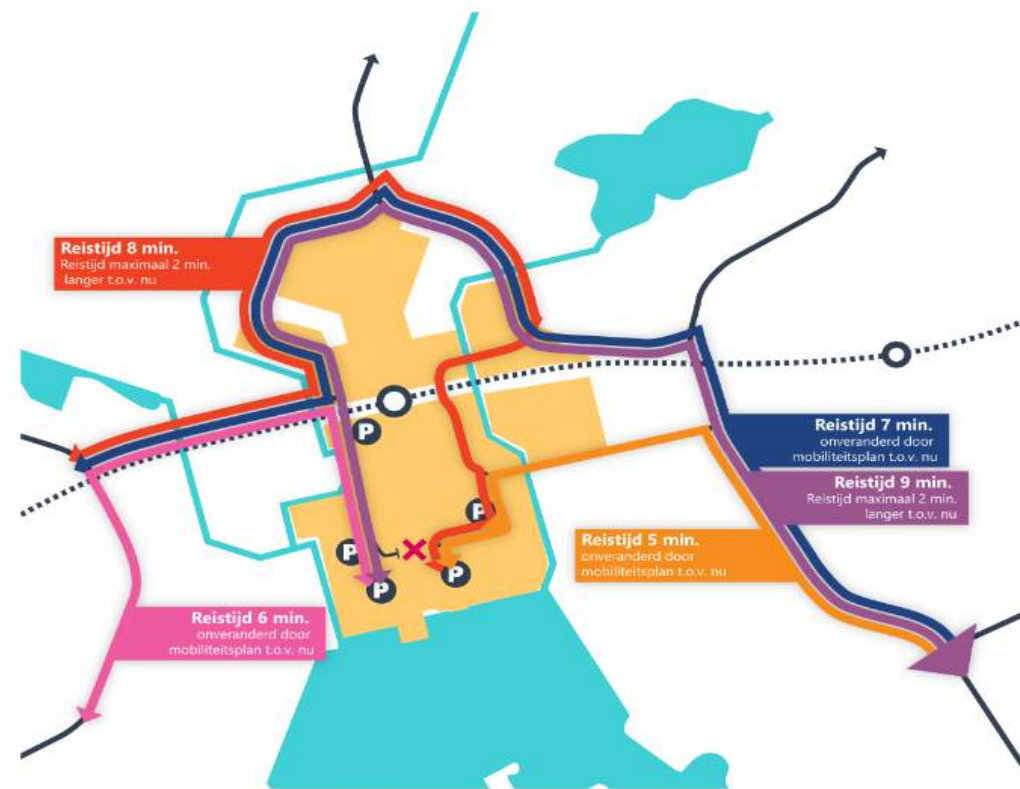 Reistijd 8 min.
Reistijd maximaal 2 min.
langer t.o.v. nu
P
Reistijd 7 min.
onveranderd door
mobiliteitsplan t.o.v. nu
Reistijd 9 min.
Reistijd maximaal 2 min.
langer t.o.v. nu
P
Reistijd 5 min.
onveranderd door
mobiliteitsplan t.o.v. nu
P
P
P
Reistijd 6 min.
onveranderd door
mobiliteitsplan t.o.v. nu